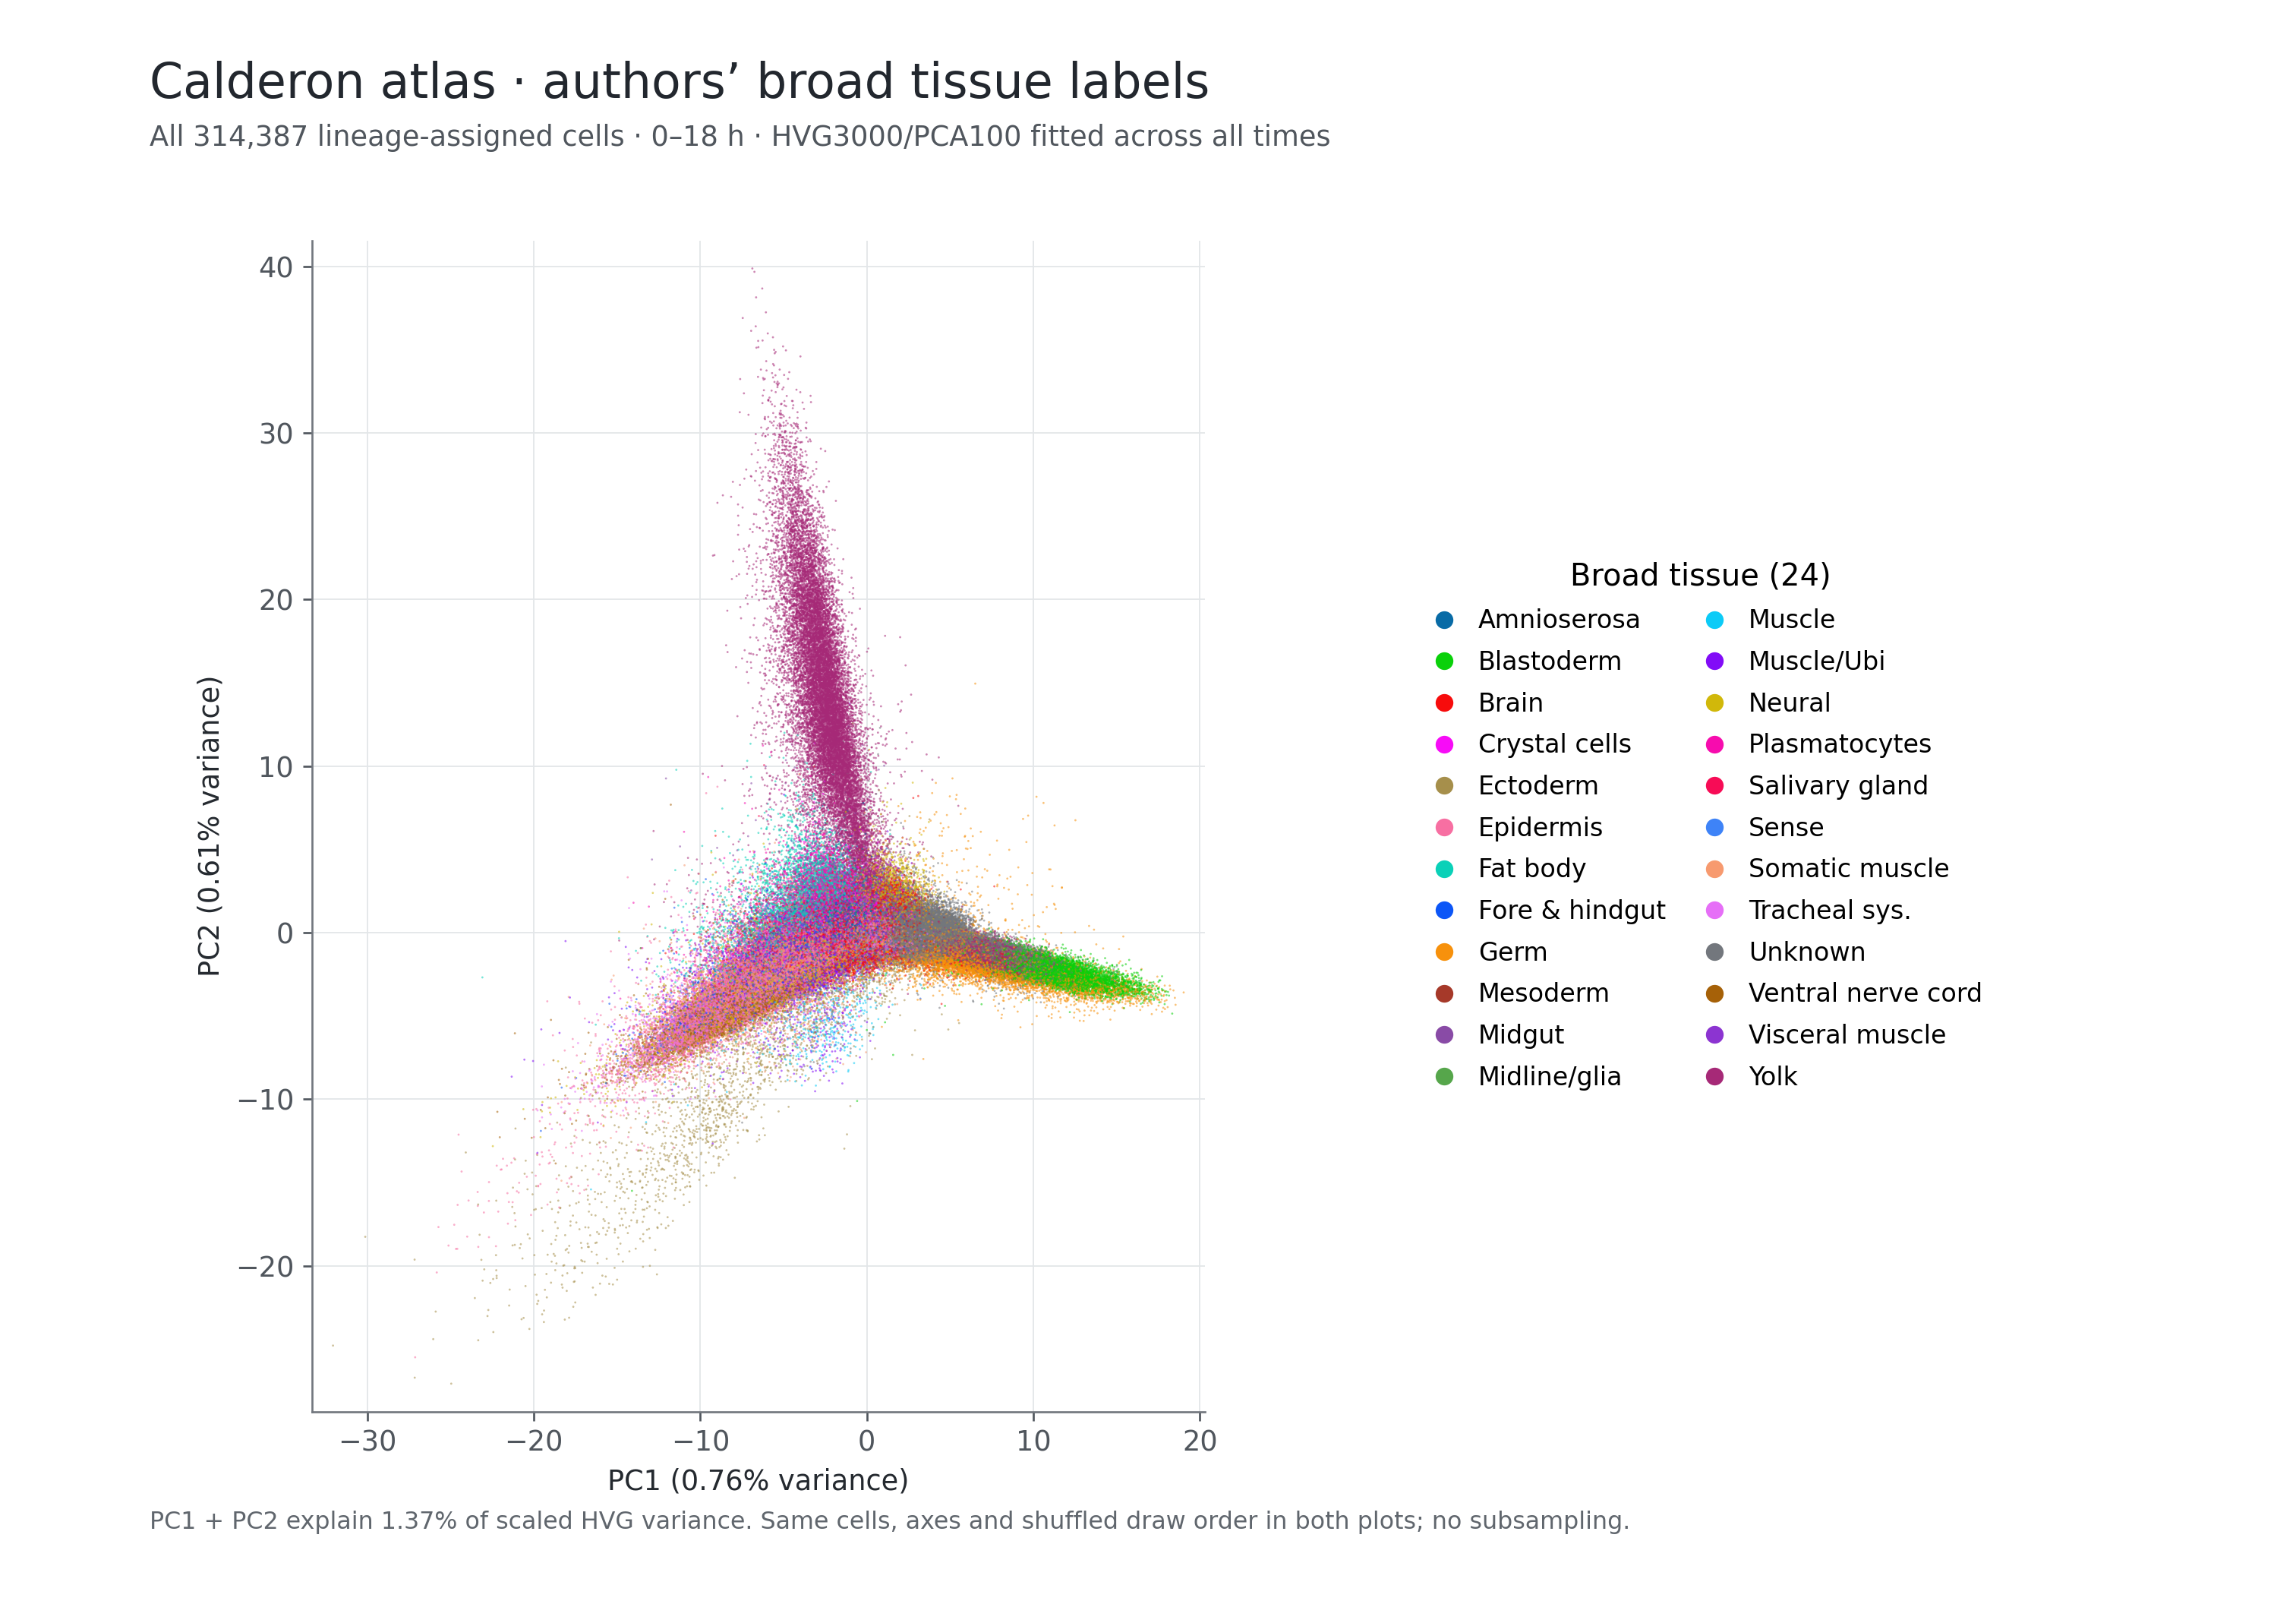 Calderon atlas · authors’ broad tissue labels
All 314,387 lineage-assigned cells · 0–18 h · HVG3000/PCA100 fitted across all times
40
30
20
10
0
−10
−20
PC2 (0.61% variance)
−30
−20
−10
0
10
20
PC1 (0.76% variance)
Broad tissue (24)
Amnioserosa
Blastoderm
Brain
Crystal cells
Ectoderm
Epidermis
Fat body
Fore & hindgut
Germ
Mesoderm
Midgut
Midline/glia
Muscle
Muscle/Ubi
Neural
Plasmatocytes
Salivary gland
Sense
Somatic muscle
Tracheal sys.
Unknown
Ventral nerve cord
Visceral muscle
Yolk
PC1 + PC2 explain 1.37% of scaled HVG variance. Same cells, axes and shuffled draw order in both plots; no subsampling.